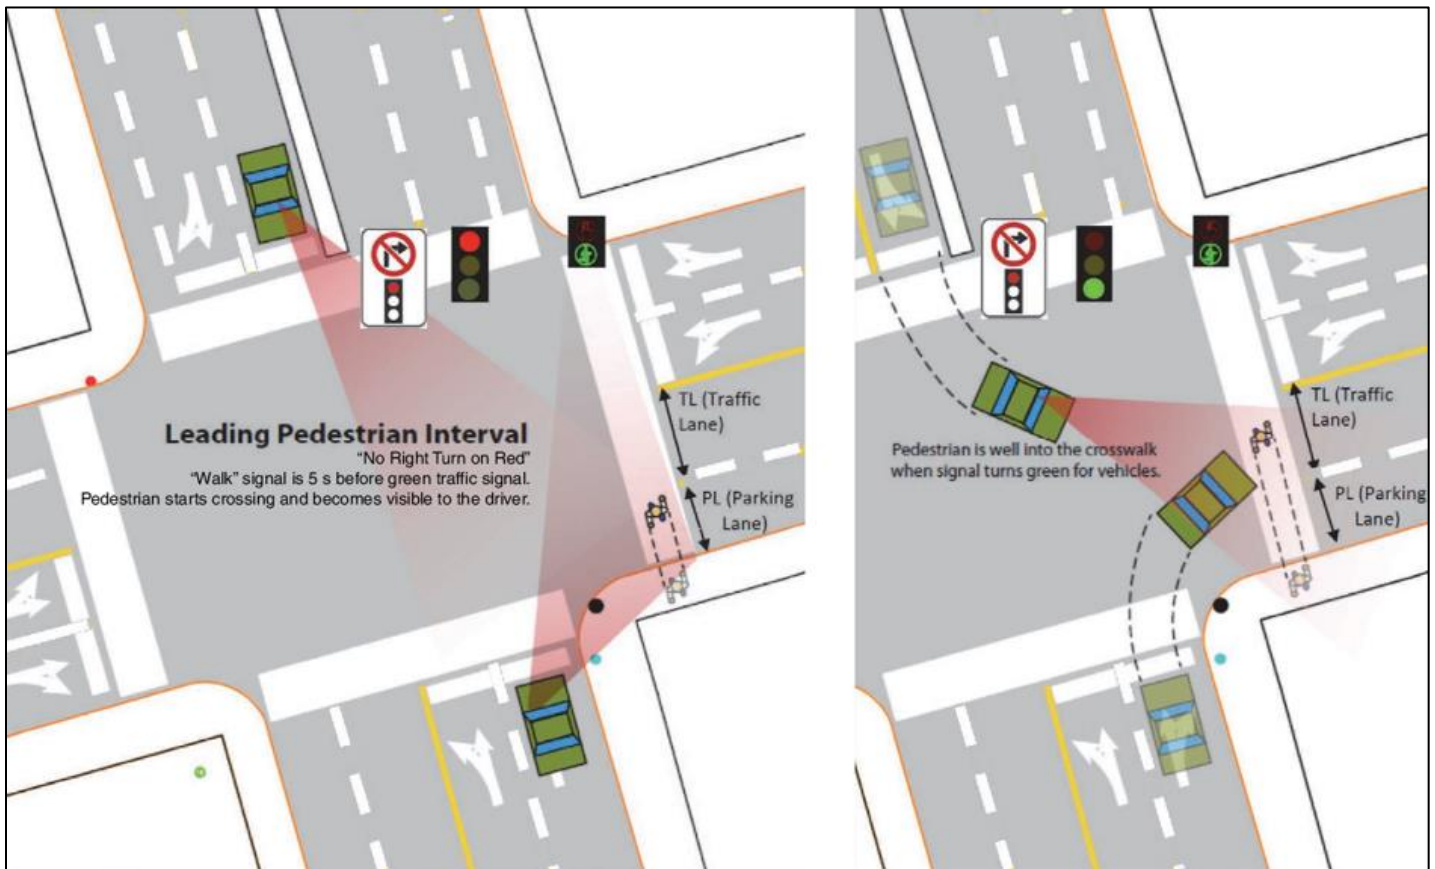 Leading Pedestrian Interval
“No Right Turn on Red”
“Walk” signal is 5 s before green traffic signal.
Pedestrian starts crossing and becomes visible to the driver.
TL (Traffic
Lane)
PL (Parking
Lane)
Pedestrian is well into the crosswalk
when signal turns green for vehicles.
TL (Traffic
Lane)
PL (Parking
Lane)